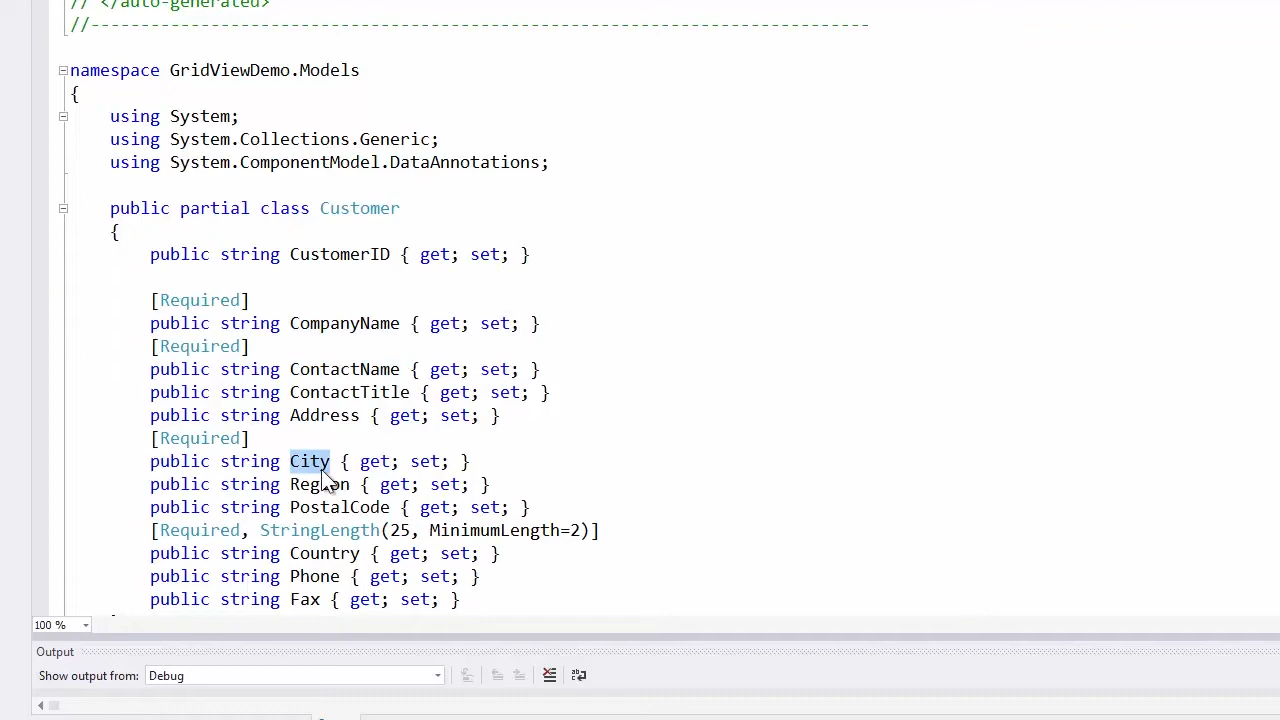 // </auto-generated>
//------------------------------------------------------------------------------
namespace GridViewDemo.Models
{
using System;
using System.Collections.Generic;
using System.ComponentModel.DataAnnotations;
public partial class Customer
{
public string CustomerID { get; set; }
[Required]
public string CompanyName { get; set; }
[Required]
public string ContactName { get; set; }
public string ContactTitle { get; set; }
public string Address { get; set; }
[Required]
public string City { get; set; }
public string Region { get; set; }
public string PostalCode { get; set; }
[Required, StringLength(25, MinimumLength=2)]
public string Country { get; set; }
public string Phone { get; set; }
public string Fax { get; set; }
100 %
Output
Show output from: Debug